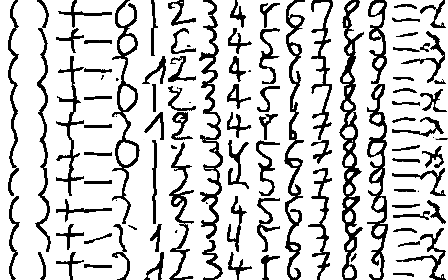 ( ) + - 0 1 2 3 4 5 6 7 8 9 = x
( ) + - 0 1 2 3 4 5 6 7 8 9 = x
( ) + - 1 2 3 4 5 6 7 8 9 =
( ) + - 0 1 2 3 4 5 6 7 8 9 = x
( ) + - 1 2 3 4 5 6 7 8 9 = x
( ) + - 0 1 2 3 4 5 6 7 8 9 = x
( ) + - 1 2 3 4 5 6 7 8 9 =
( ) + - 1 2 3 4 5 6 7 8 9 = x
( ) + - 1 2 3 4 5 6 7 8 9 =
( ) + - 1 2 3 4 5 6 7 8 9 =